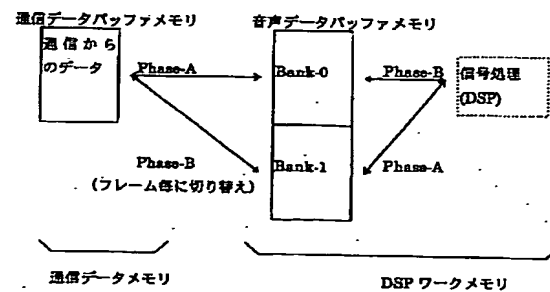 通信データバッファメモリ
音声データバッファメモリ
通信から
のデータ
Phase-A
Bank-0
Phase-B
信号処理
(DSP)
Phase-B
(フレーム毎に切り替え)
Bank-1
Phase-A
通信データメモリ
DSP ワークメモリ